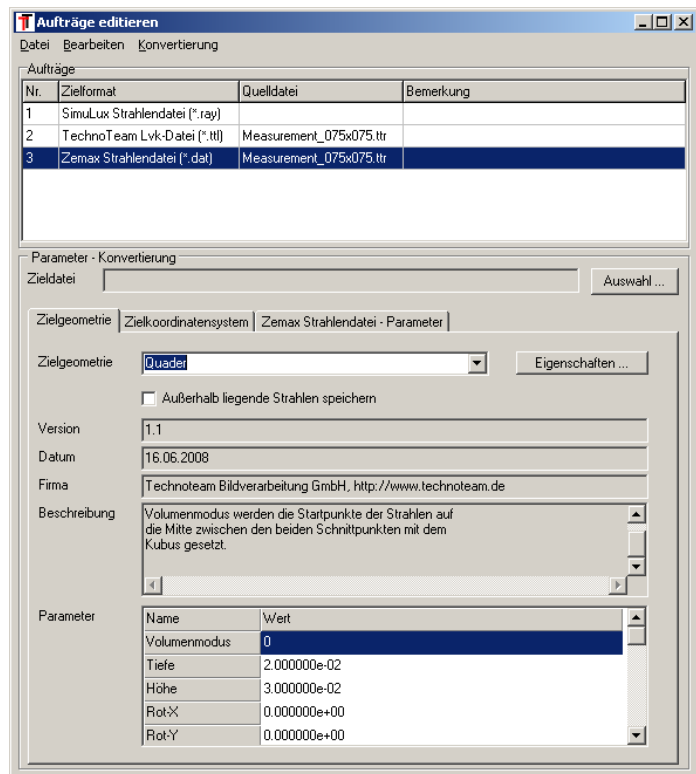 Aufträge editieren
Datei Bearbeiten Konvertierung
Aufträge
Nr. Zielformat Quelldatei Bemerkung
1 SimuLux Strahlendatei (*.ray)
2 TechnoTeam Lvk-Datei (*.ttl) Measurement_075x075.ttr
3 Zemax Strahlendatei (*.dat) Measurement_075x075.ttr
Parameter - Konvertierung
Zieldatei Auswahl ...
Zielgeometrie Zielkoordinatensystem Zemax Strahlendatei - Parameter
Zielgeometrie Quader Eigenschaften ...
Außerhalb liegende Strahlen speichern
Version 1.1
Datum 16.06.2008
Firma Technoteam Bildverarbeitung GmbH, http://www.technoteam.de
Beschreibung Volumenmodus werden die Startpunkte der Strahlen auf
die Mitte zwischen den beiden Schnittpunkten mit dem
Kubus gesetzt.
Parameter Name Wert
Volumenmodus 0
Tiefe 2.000000e-02
Höhe 3.000000e-02
Rot-X 0.000000e+00
Rot-Y 0.000000e+00